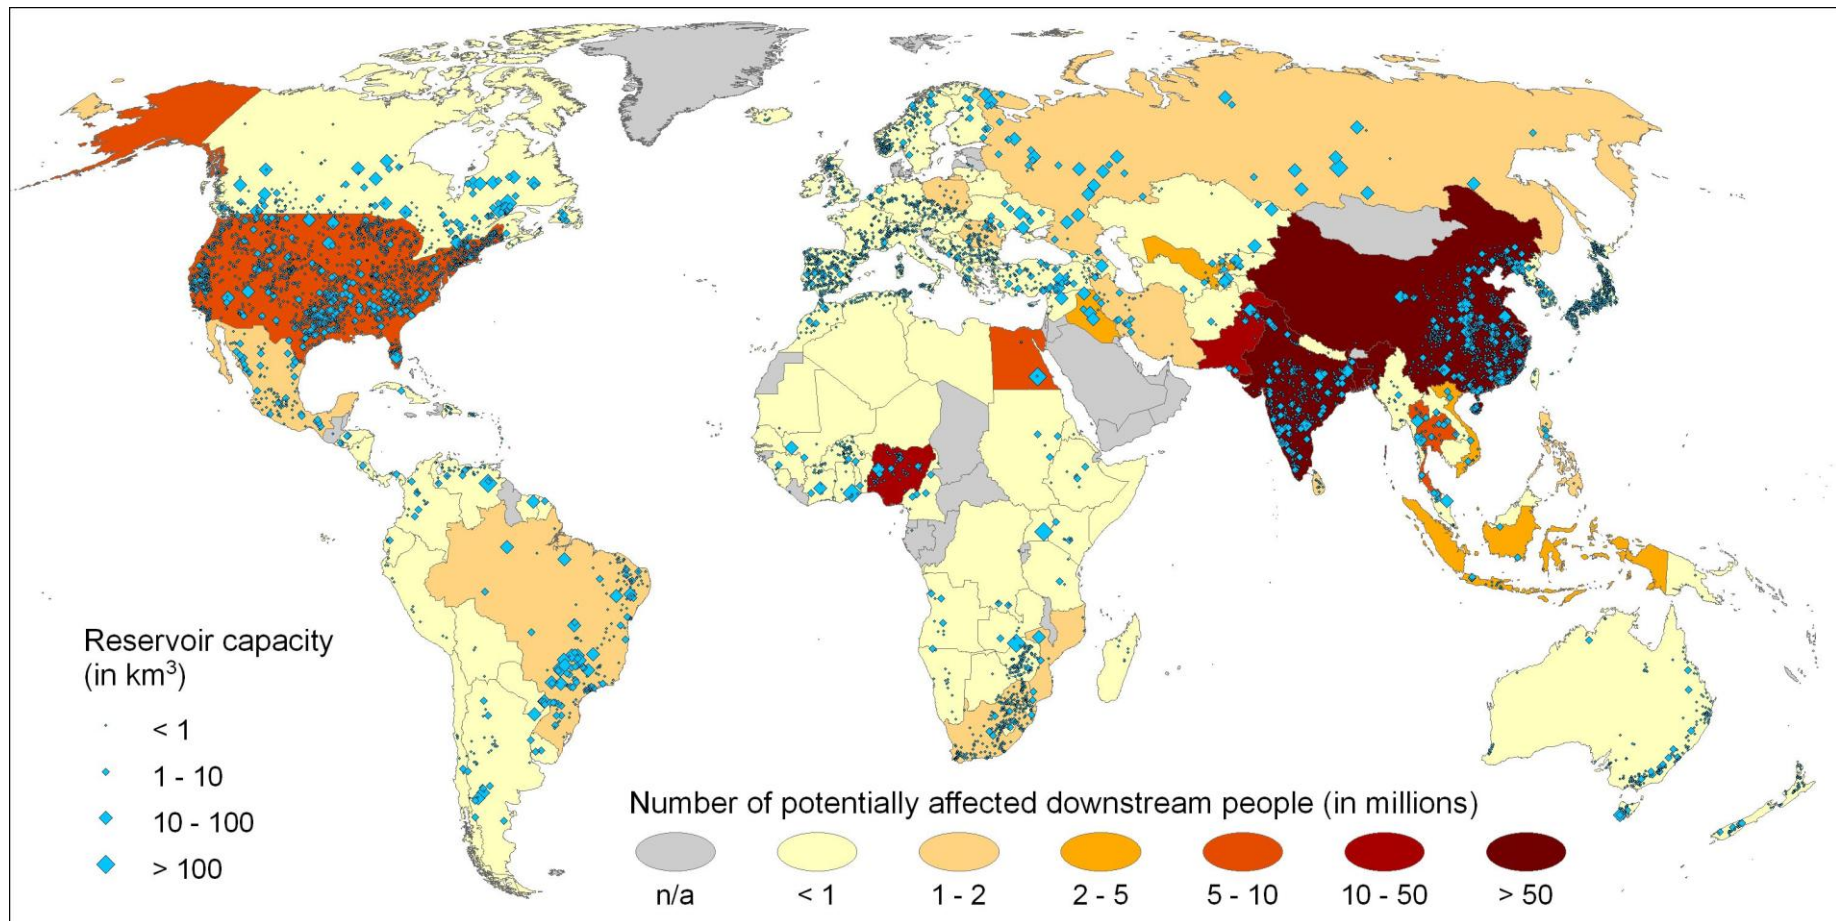 Reservoir capacity
(in km³)
< 1
1 - 10
10 - 100
> 100
Number of potentially affected downstream people (in millions)
n/a
< 1
1 - 2
2 - 5
5 - 10
10 - 50
> 50